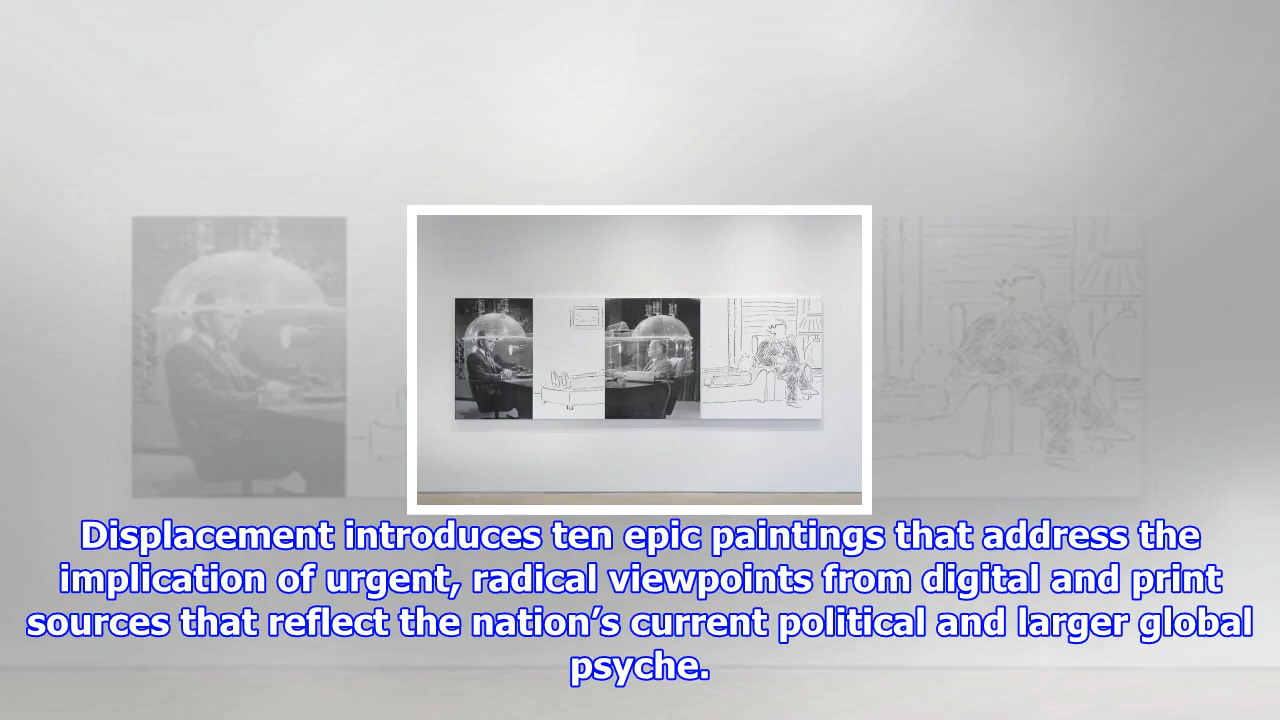 Displacement introduces ten epic paintings that address the
implication of urgent, radical viewpoints from digital and print
sources that reflect the nation’s current political and larger global
psyche.